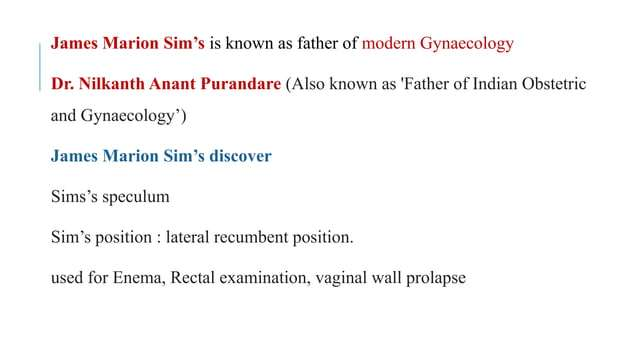 James Marion Sim’s is known as father of modern Gynaecology
Dr. Nilkanth Anant Purandare (Also known as 'Father of Indian Obstetric
and Gynaecology’)
James Marion Sim’s discover
Sims’s speculum
Sim’s position : lateral recumbent position.
used for Enema, Rectal examination, vaginal wall prolapse